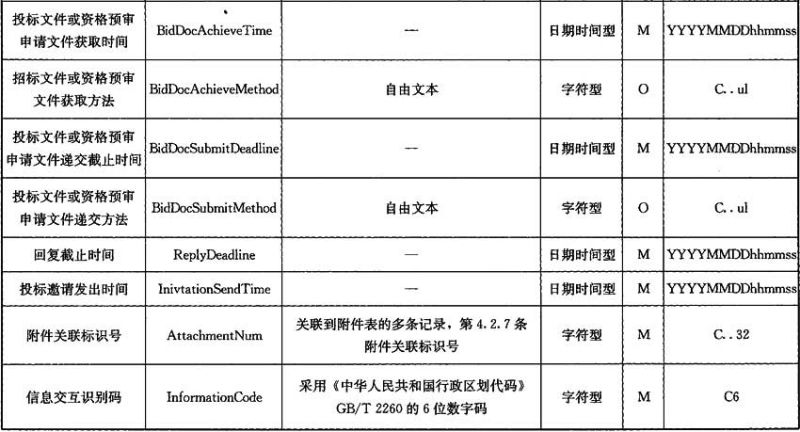 投标文件或资格预审
申请文件获取时间
BidDocAchieveTime
—
日期时间型
M
YYYYMMDDhhmmss
招标文件或资格预审
文件获取方法
BidDocAchieveMethod
自由文本
字符型
O
C..ul
投标文件或资格预审
申请文件递交截止时间
BidDocSubmitDeadline
—
日期时间型
M
YYYYMMDDhhmmss
投标文件或资格预审
申请文件递交方法
BidDocSubmitMethod
自由文本
字符型
O
C..ul
回复截止时间
ReplyDeadline
—
日期时间型
M
YYYYMMDDhhmmss
投标邀请发出时间
InivtationSendTime
—
日期时间型
M
YYYYMMDDhhmmss
附件关联标识号
AttachmentNum
关联到附件表的多条记录，第 4.2.7 条
附件关联标识号
字符型
M
C..32
信息交互识别码
InformationCode
采用《中华人民共和国行政区划代码》
GB/T 2260 的 6 位数字码
字符型
M
C6